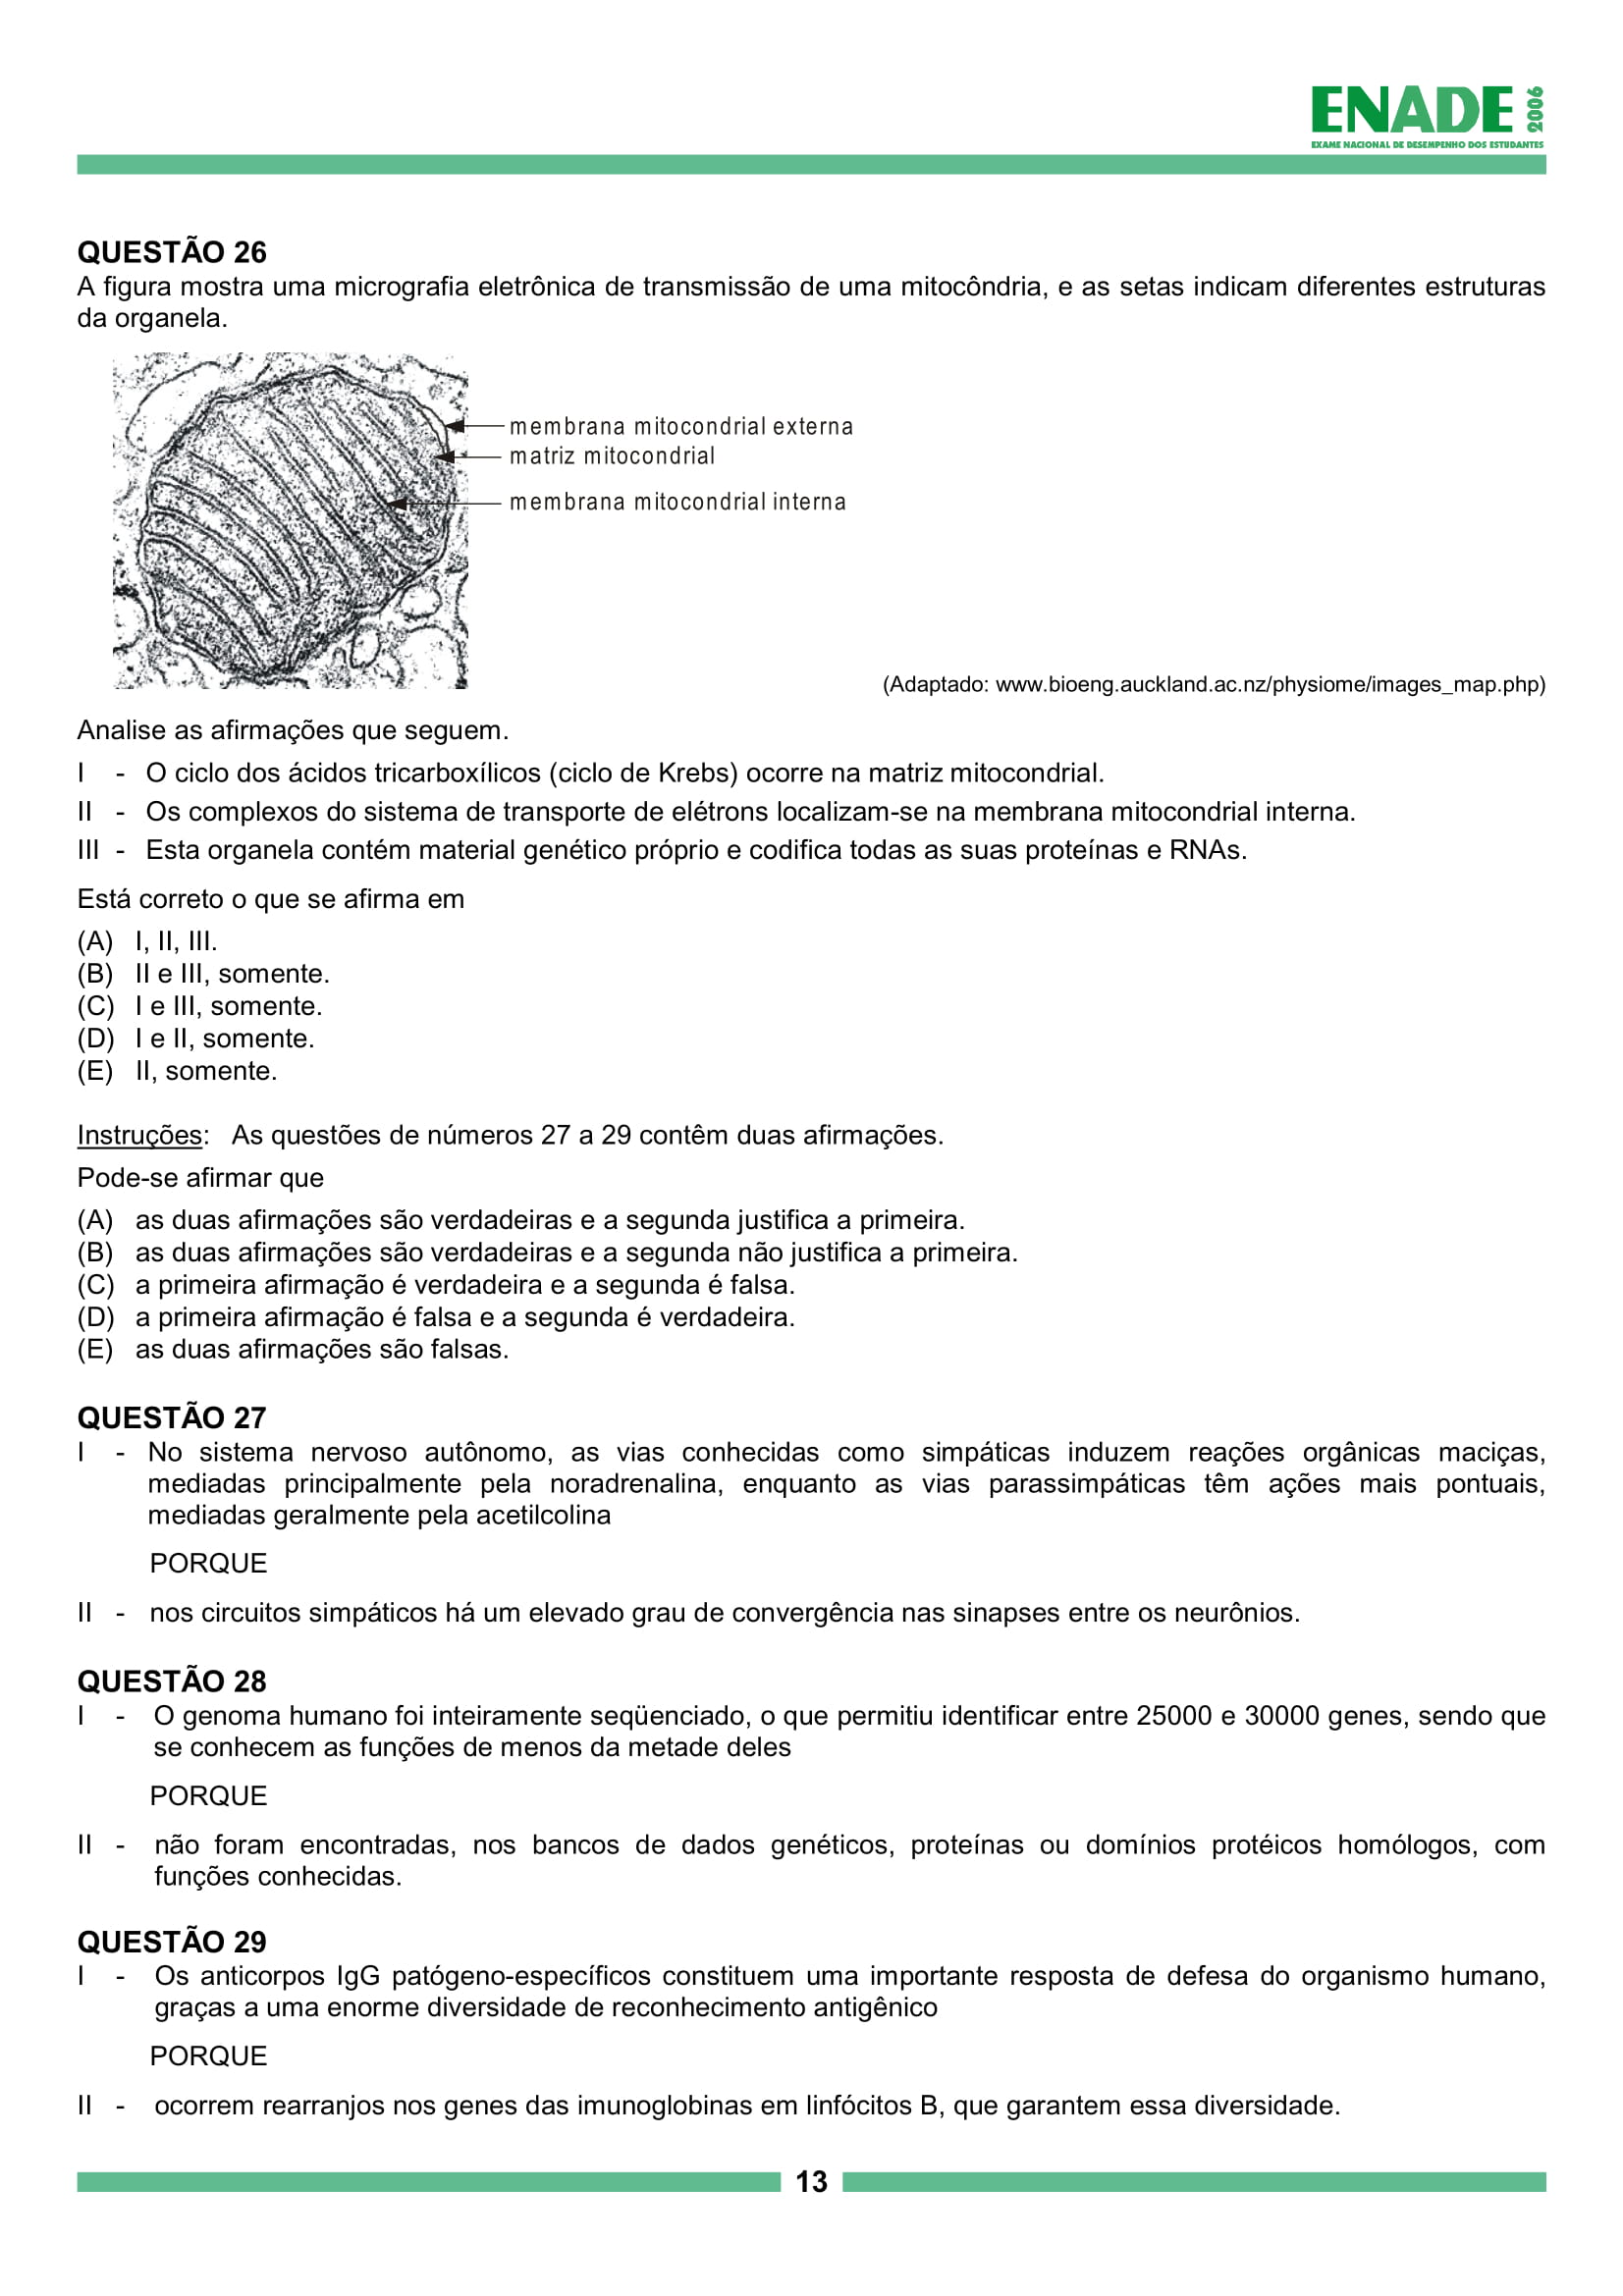 ENADE 2006
EXAME NACIONAL DE DESEMPENHO DOS ESTUDANTES
QUESTÃO 26
A figura mostra uma micrografia eletrônica de transmissão de uma mitocôndria, e as setas indicam diferentes estruturas
da organela.
membrana mitocondrial externa
matriz mitocondrial
membrana mitocondrial interna
(Adaptado: www.bioeng.auckland.ac.nz/physiome/images_map.php)
Analise as afirmações que seguem.
I - O ciclo dos ácidos tricarboxílicos (ciclo de Krebs) ocorre na matriz mitocondrial.
II - Os complexos do sistema de transporte de elétrons localizam-se na membrana mitocondrial interna.
III - Esta organela contém material genético próprio e codifica todas as suas proteínas e RNAs.
Está correto o que se afirma em
(A) I, II, III.
(B) II e III, somente.
(C) I e III, somente.
(D) I e II, somente.
(E) II, somente.
Instruções: As questões de números 27 a 29 contêm duas afirmações.
Pode-se afirmar que
(A) as duas afirmações são verdadeiras e a segunda justifica a primeira.
(B) as duas afirmações são verdadeiras e a segunda não justifica a primeira.
(C) a primeira afirmação é verdadeira e a segunda é falsa.
(D) a primeira afirmação é falsa e a segunda é verdadeira.
(E) as duas afirmações são falsas.
QUESTÃO 27
I - No sistema nervoso autônomo, as vias conhecidas como simpáticas induzem reações orgânicas maciças,
mediadas principalmente pela noradrenalina, enquanto as vias parassimpáticas têm ações mais pontuais,
mediadas geralmente pela acetilcolina
PORQUE
II - nos circuitos simpáticos há um elevado grau de convergência nas sinapses entre os neurônios.
QUESTÃO 28
I - O genoma humano foi inteiramente seqüenciado, o que permitiu identificar entre 25000 e 30000 genes, sendo que
se conhecem as funções de menos da metade deles
PORQUE
II - não foram encontradas, nos bancos de dados genéticos, proteínas ou domínios protéicos homólogos, com
funções conhecidas.
QUESTÃO 29
I - Os anticorpos IgG patógeno-específicos constituem uma importante resposta de defesa do organismo humano,
graças a uma enorme diversidade de reconhecimento antigênico
PORQUE
II - ocorrem rearranjos nos genes das imunoglobinas em linfócitos B, que garantem essa diversidade.
13